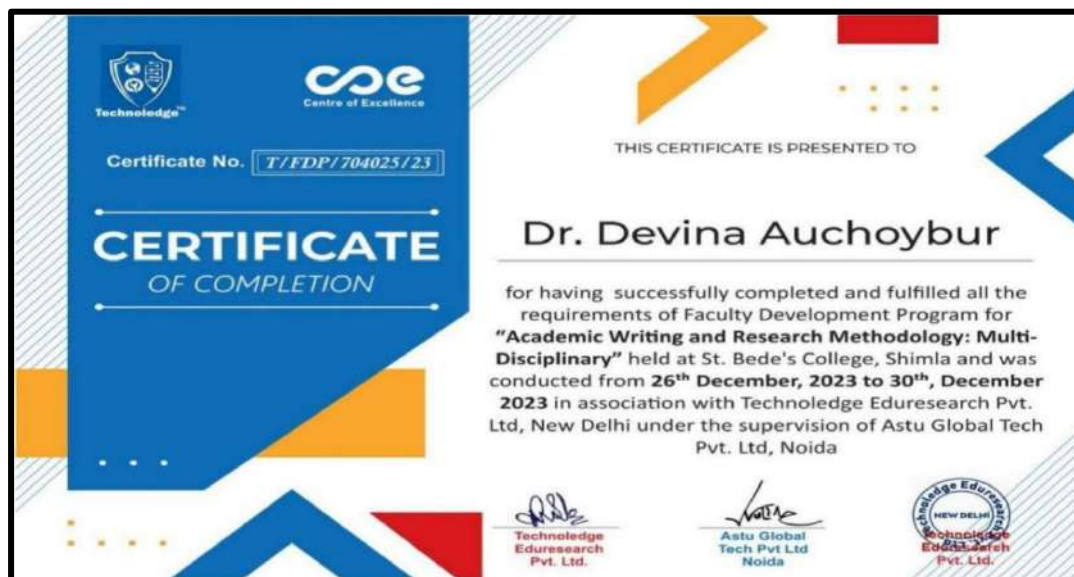 Technoledge™
coe
Centre of Excellence
Certificate No. T/FDP/704025/23
CERTIFICATE
OF COMPLETION
THIS CERTIFICATE IS PRESENTED TO
Dr. Devina Auchoybur
for having successfully completed and fulfilled all the
requirements of Faculty Development Program for
"Academic Writing and Research Methodology: Multi-
Disciplinary" held at St. Bede's College, Shimla and was
conducted from 26th December, 2023 to 30th, December
2023 in association with Technoledge Eduresearch Pvt.
Ltd, New Delhi under the supervision of Astu Global Tech
Pvt. Ltd, Noida
Technoledge
Eduresearch
Pvt. Ltd.
Astu Global
Tech Pvt Ltd
Noida
Technoledge Eduresearch
NEW DELHI
Technoledge
Eduresearch
Pvt. Ltd.